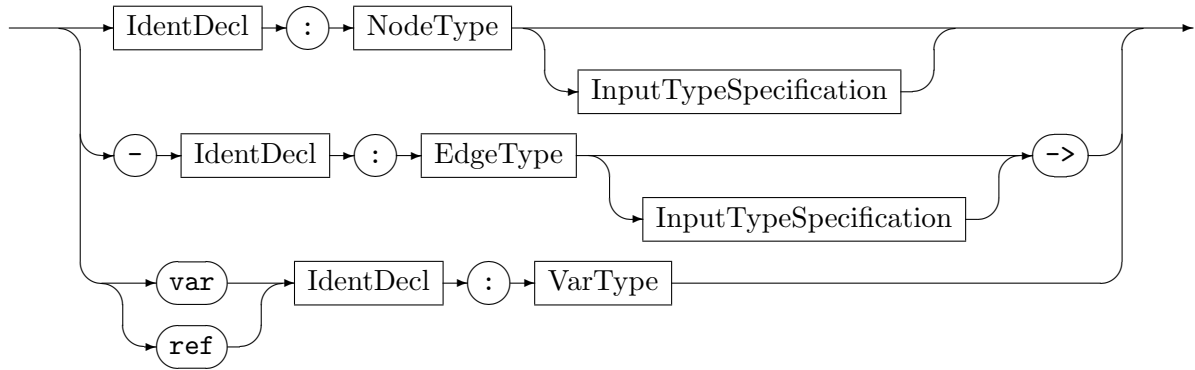 IdentDecl : NodeType
InputTypeSpecification
- IdentDecl : EdgeType ->
InputTypeSpecification
var IdentDecl : VarType
ref